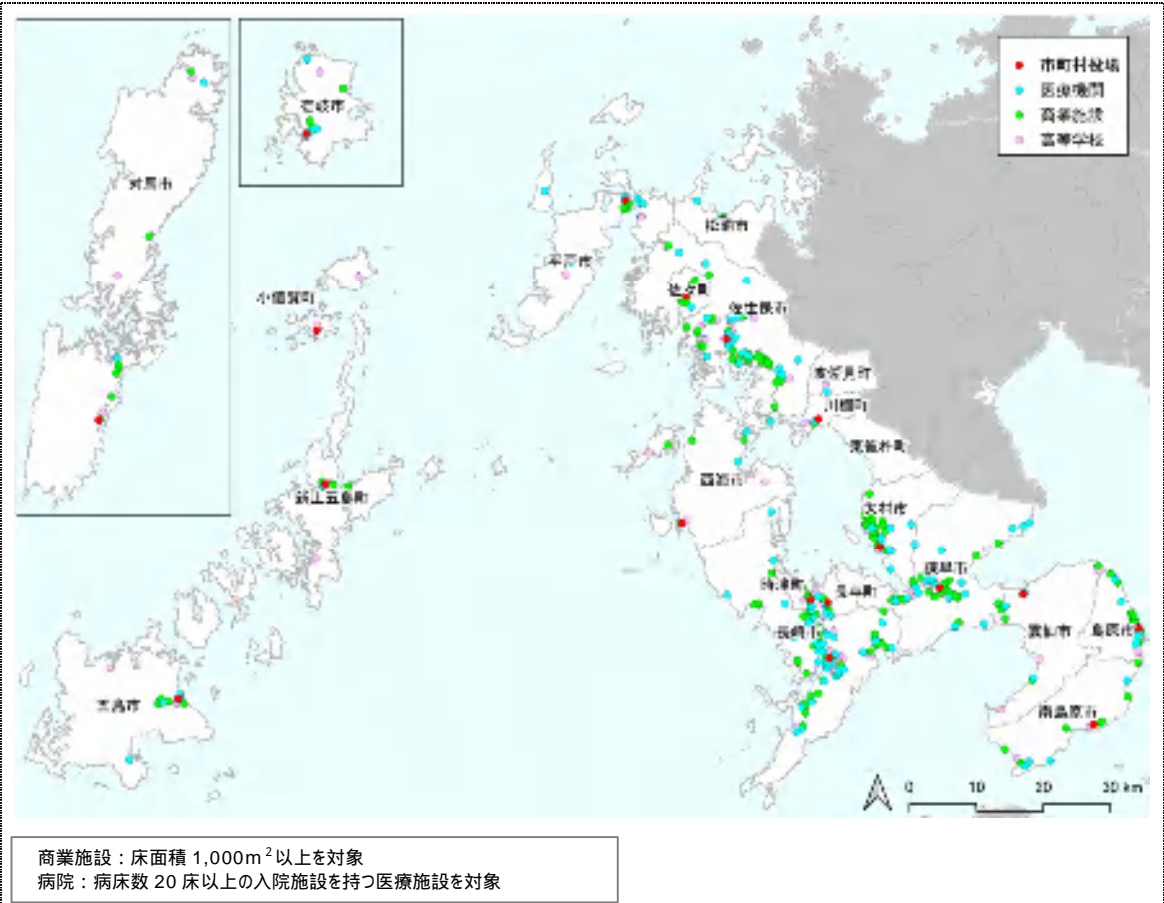 市町村役場
医療機関
商業施設
高等学校
壱岐市
対馬市
松浦市
平戸市
小値賀町
佐々町
佐世保市
波佐見町
川棚町
東彼杵町
西海市
新上五島町
大村市
諫早市
時津町
長与町
長崎市
雲仙市
島原市
五島市
南島原市
0 10 20 30 km
商業施設：床面積 1,000m²以上を対象
病院：病床数 20 床以上の入院施設を持つ医療施設を対象